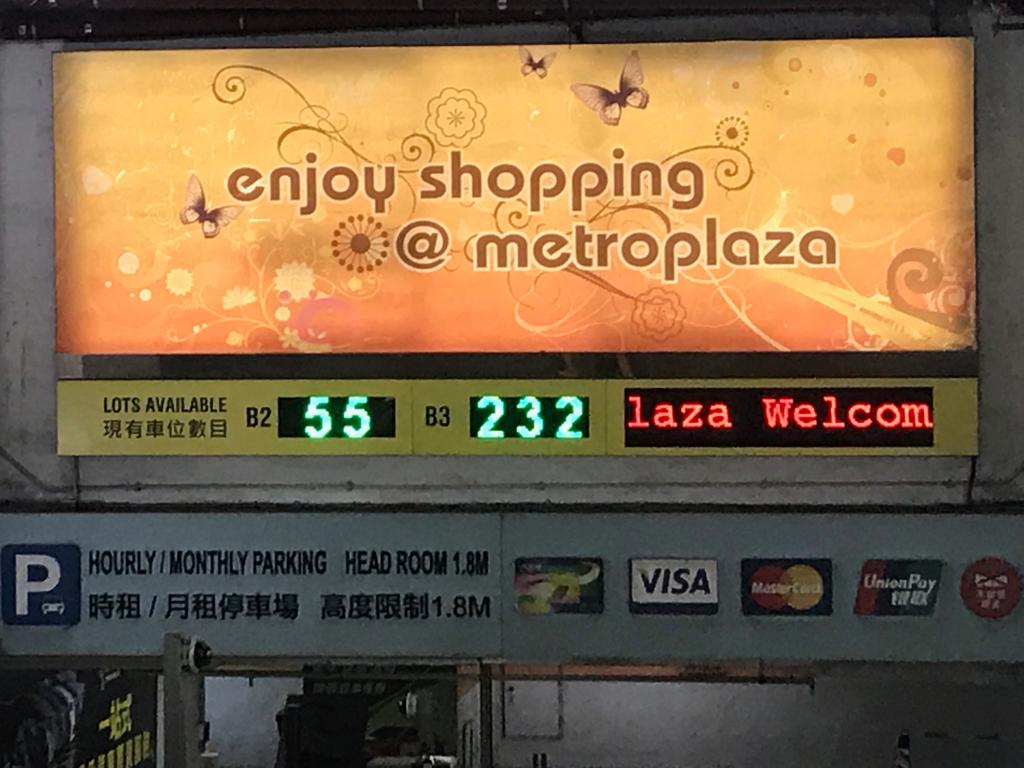 enjoy shopping
@ metroplaza
LOTS AVAILABLE
現有車位數目
B2 55 B3 232 laza Welcom
P HOURLY / MONTHLY PARKING HEAD ROOM 1.8M
時租 / 月租停車場 高度限制1.8M
VISA MasterCard UnionPay 銀聯